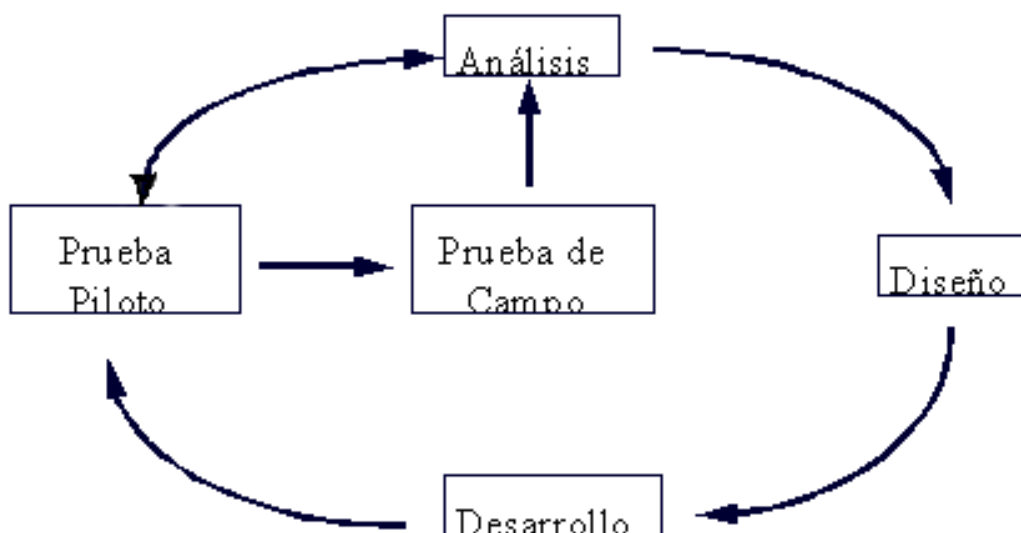 Análisis
Prueba
Piloto
Prueba de
Campo
Diseño
Desarrollo